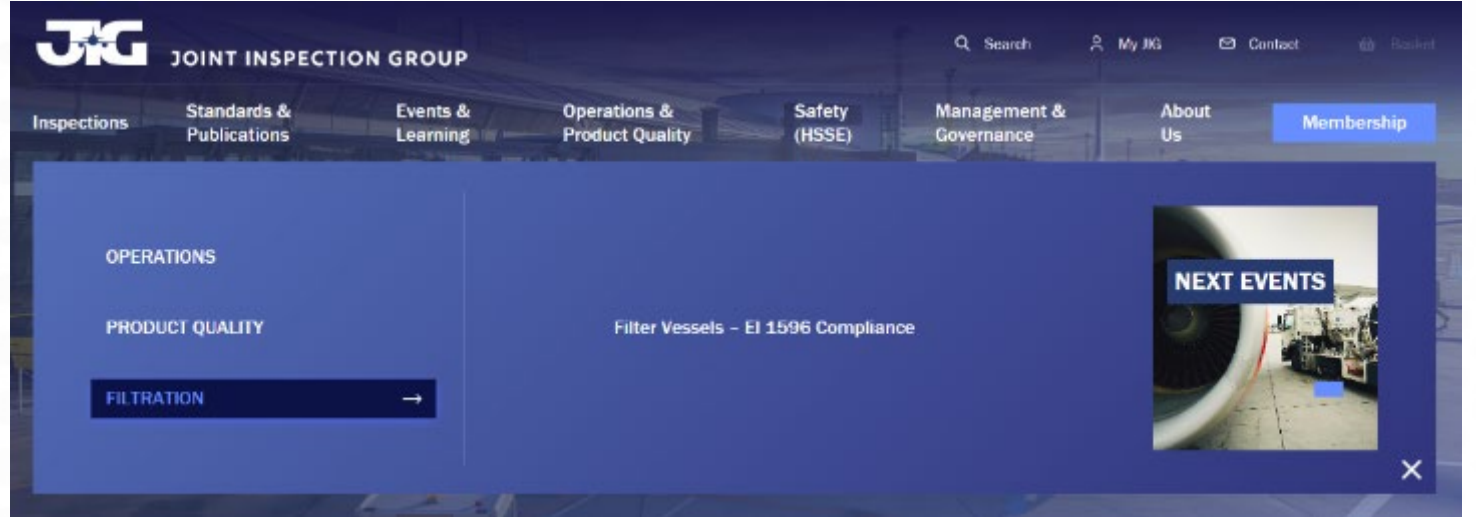 JIG JOINT INSPECTION GROUP
Search My JIG Contact Basket
Inspections
Standards &
Publications
Events &
Learning
Operations &
Product Quality
Safety
(HSSE)
Management &
Governance
About
Us
Membership
OPERATIONS
PRODUCT QUALITY
FILTRATION →
Filter Vessels – EI 1596 Compliance
NEXT EVENTS